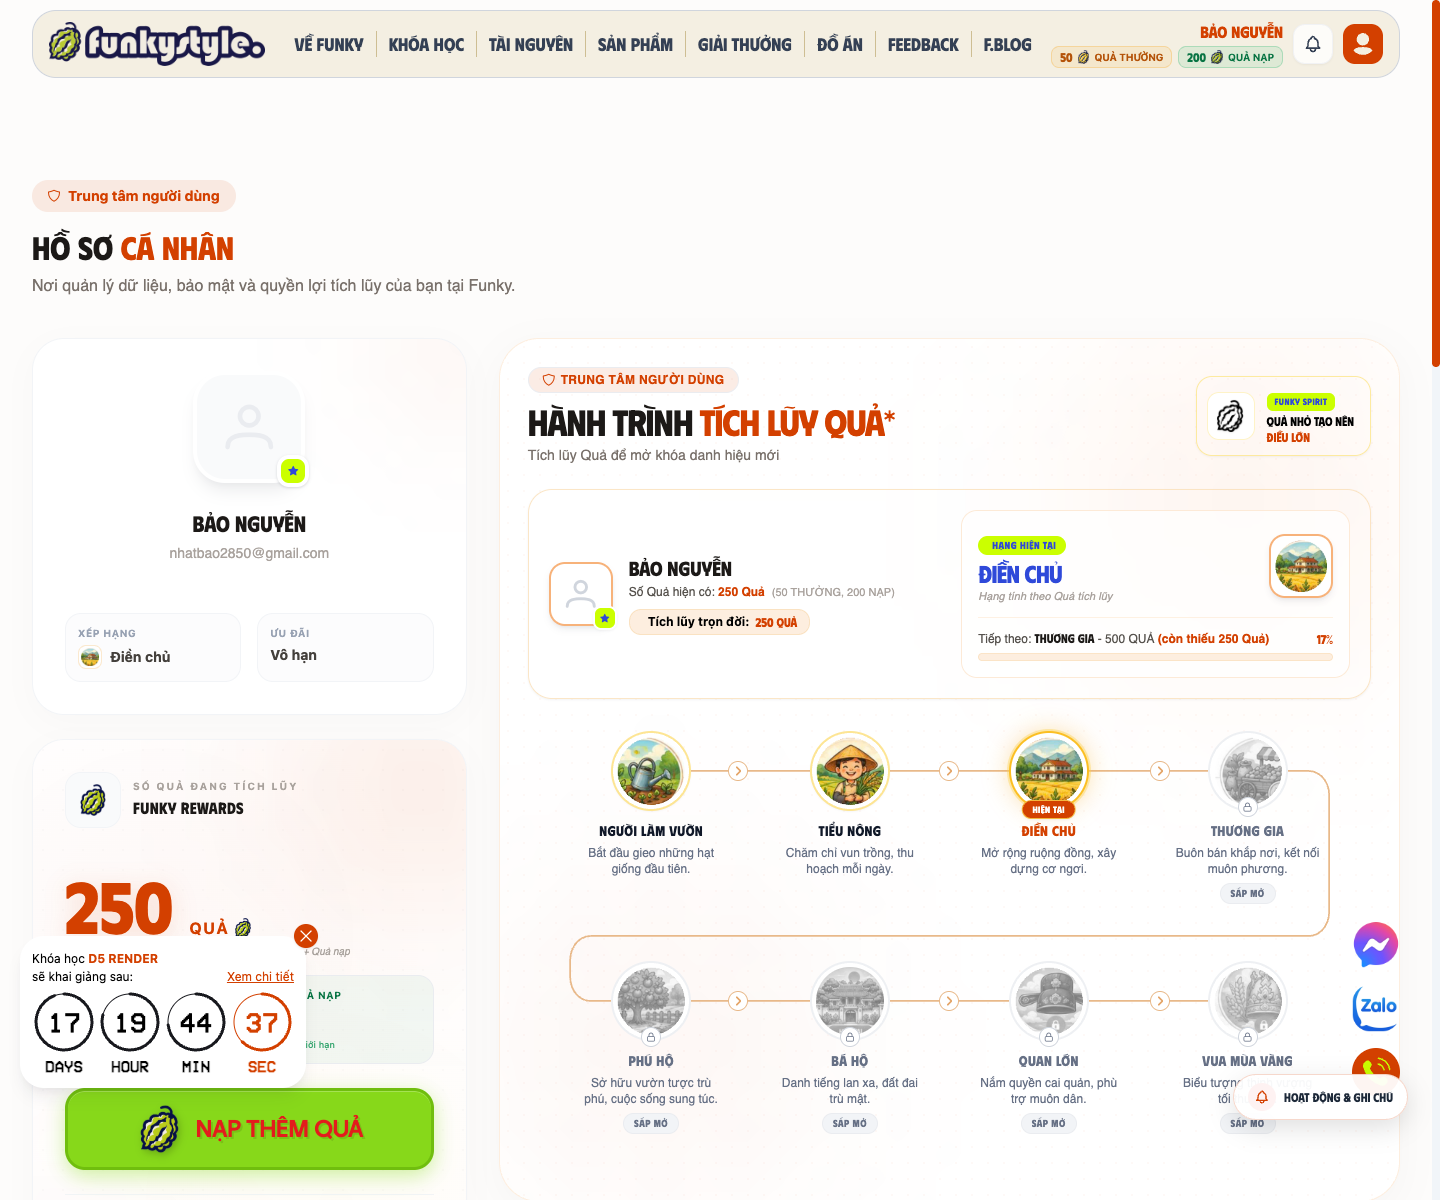 funkystyle.
VỀ FUNKY
KHÓA HỌC
TÀI NGUYÊN
SẢN PHẨM
GIẢI THƯỞNG
ĐỒ ÁN
FEEDBACK
F.BLOG
BẢO NGUYỄN
50 QUẢ THƯỞNG
200 QUẢ NẠP
Trung tâm người dùng
HỒ SƠ CÁ NHÂN
Nơi quản lý dữ liệu, bảo mật và quyền lợi tích lũy của bạn tại Funky.
BẢO NGUYỄN
nhatbao2850@gmail.com
XẾP HẠNG
Điền chủ
ƯU ĐÃI
Vô hạn
SỐ QUẢ ĐANG TÍCH LŨY
FUNKY REWARDS
250 QUẢ
+ Quả nạp
Ả NẠP
iới hạn
Khóa học D5 RENDER
sẽ khai giảng sau:
Xem chi tiết
17 19 44 37
DAYS HOUR MIN SEC
NẠP THÊM QUẢ
TRUNG TÂM NGƯỜI DÙNG
HÀNH TRÌNH TÍCH LŨY QUẢ*
Tích lũy Quả để mở khóa danh hiệu mới
FUNKY SPIRIT
QUẢ NHỎ TẠO NÊN
ĐIỀU LỚN
BẢO NGUYỄN
Số Quả hiện có: 250 Quả (50 THƯỞNG, 200 NẠP)
Tích lũy trọn đời: 250 QUẢ
HẠNG HIỆN TẠI
ĐIỀN CHỦ
Hạng tính theo Quả tích lũy
Tiếp theo: THƯƠNG GIA - 500 QUẢ (còn thiếu 250 Quả) 17%
NGƯỜI LÀM VƯỜN
Bắt đầu gieo những hạt
giống đầu tiên.
TIỂU NÔNG
Chăm chỉ vun trồng, thu
hoạch mỗi ngày.
HIỆN TẠI
ĐIỀN CHỦ
Mở rộng ruộng đồng, xây
dựng cơ ngơi.
THƯƠNG GIA
Buôn bán khắp nơi, kết nối
muôn phương.
SẮP MỞ
PHÚ HỘ
Sở hữu vườn tược trù
phú, cuộc sống sung túc.
SẮP MỞ
BÁ HỘ
Danh tiếng lan xa, đất đai
trù mật.
SẮP MỞ
QUAN LỚN
Nắm quyền cai quản, phù
trợ muôn dân.
SẮP MỞ
VUA MÙA VÀNG
Biểu tượng
tối
SẮP MỞ
Zalo
HOẠT ĐỘNG & GHI CHÚ